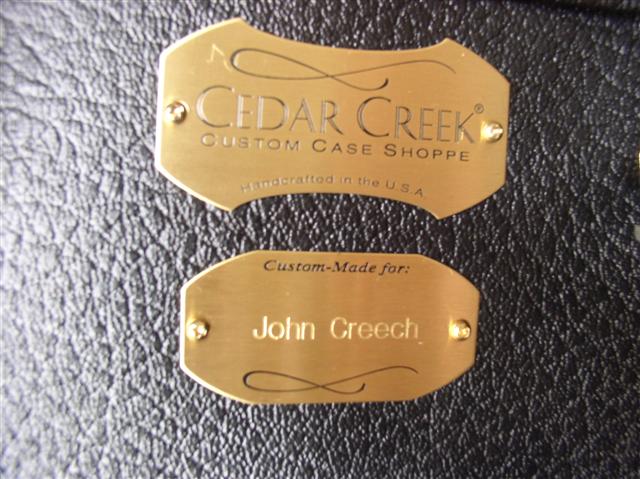 CEDAR CREEK®
CUSTOM CASE SHOPPE
Handcrafted in the U.S.A.
Custom-Made for:
John Creech